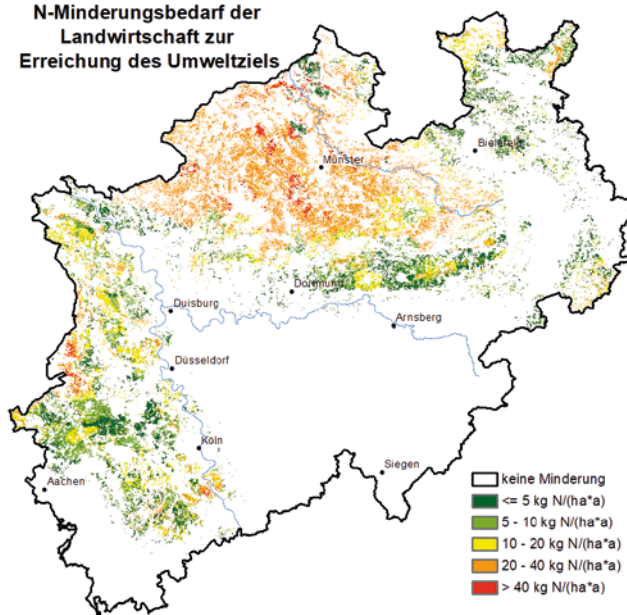 N-Minderungsbedarf der
Landwirtschaft zur
Erreichung des Umweltziels
Bielefeld
Münster
Dortmund
Duisburg
Arnsberg
Düsseldorf
Köln
Siegen
Aachen
keine Minderung
<= 5 kg N/(ha*a)
5 - 10 kg N/(ha*a)
10 - 20 kg N/(ha*a)
20 - 40 kg N/(ha*a)
> 40 kg N/(ha*a)